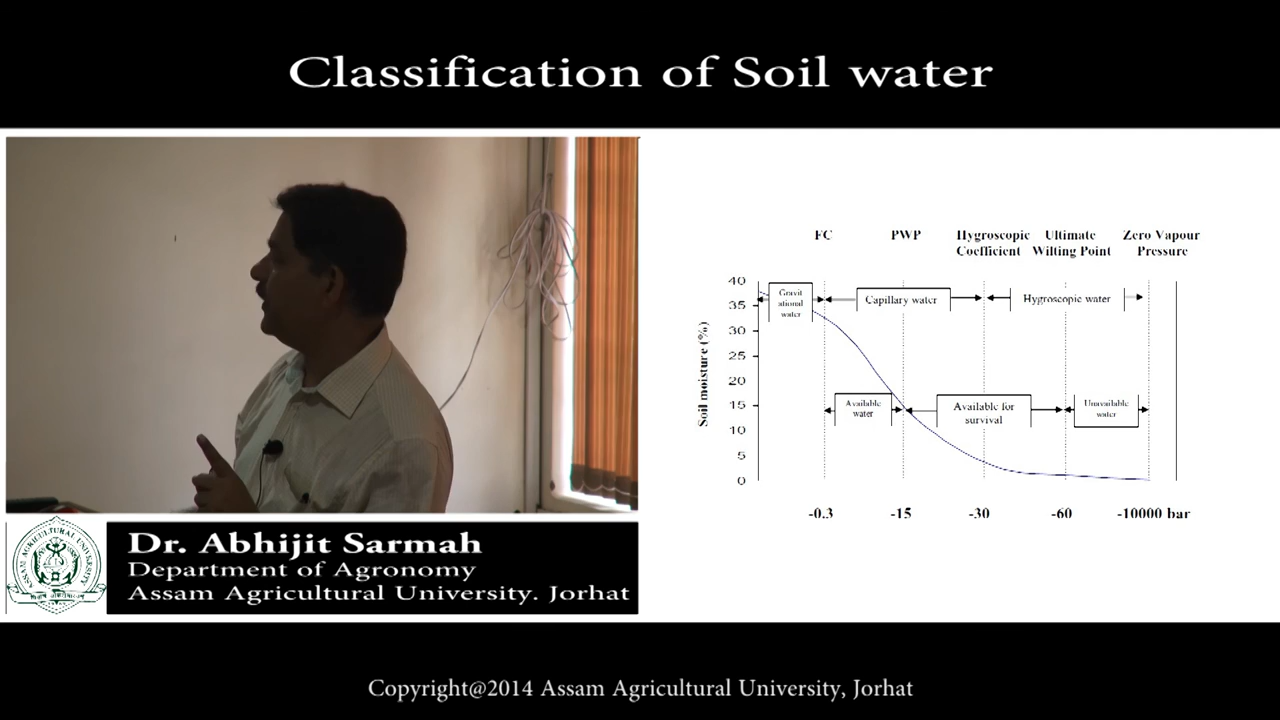 Classification of Soil water
FC
PWP
Hygroscopic
Coefficient
Ultimate
Wilting Point
Zero Vapour
Pressure
Soil moisture (%)
40
35
30
25
20
15
10
5
0
Gravit
ational
water
Capillary water
Hygroscopic water
Available
water
Available for
survival
Unavailable
water
-0.3
-15
-30
-60
-10000 bar
ASSAM AGRICULTURAL UNIVERSITY
Dr. Abhijit Sarmah
Department of Agronomy
Assam Agricultural University. Jorhat
Copyright@2014 Assam Agricultural University, Jorhat